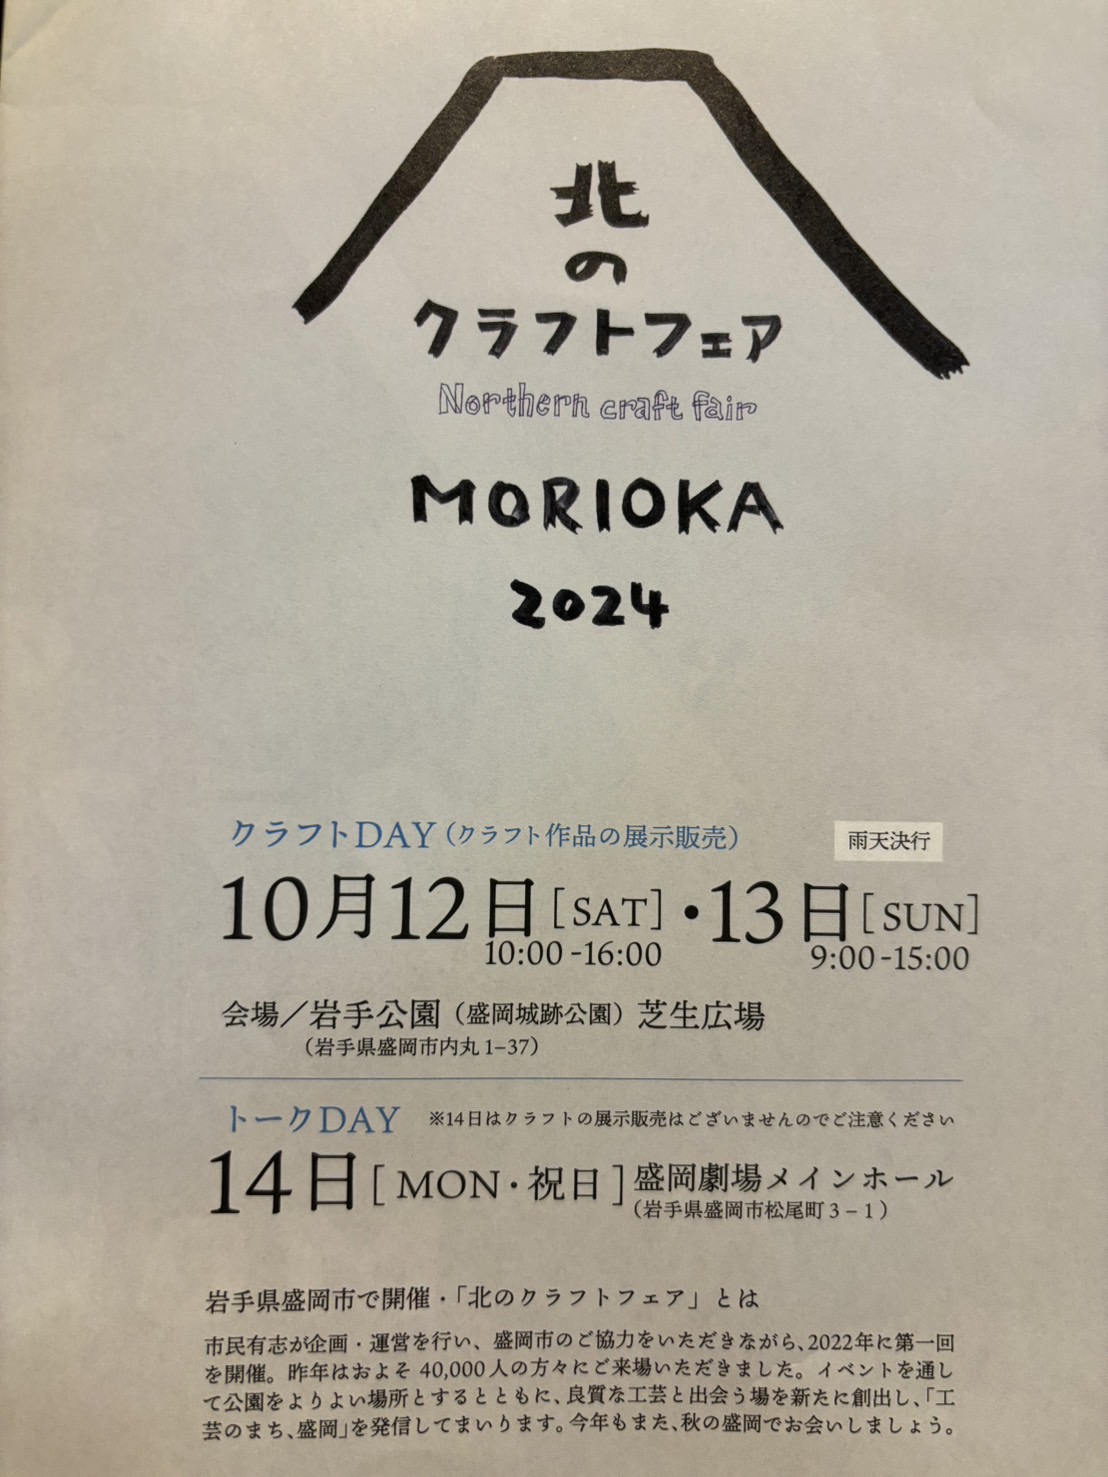 北
の
クラフトフェア
Northern craft fair
MORIOKA
2024
クラフトDAY（クラフト作品の展示販売） 雨天決行
10月12日［SAT］・13日［SUN］
10:00-16:00 9:00-15:00
会場／岩手公園（盛岡城跡公園）芝生広場
（岩手県盛岡市内丸1-37）
トークDAY ※14日はクラフトの展示販売はございませんのでご注意ください
14日［MON・祝日］盛岡劇場メインホール
（岩手県盛岡市松尾町3-1）
岩手県盛岡市で開催・「北のクラフトフェア」とは
市民有志が企画・運営を行い、盛岡市のご協力をいただきながら、2022年に第一回
を開催。昨年はおよそ40,000人の方々にご来場いただきました。イベントを通し
て公園をよりよい場所とするとともに、良質な工芸と出会う場を新たに創出し、「工
芸のまち、盛岡」を発信してまいります。今年もまた、秋の盛岡でお会いしましょう。